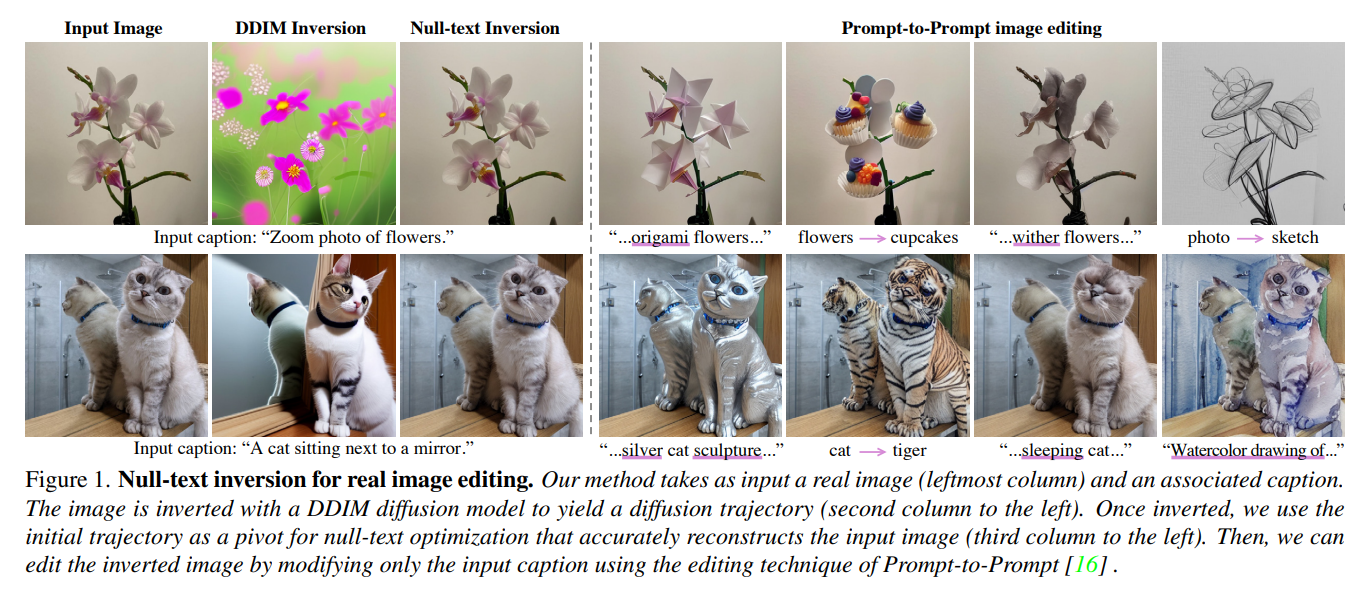 Input Image DDIM Inversion Null-text Inversion Prompt-to-Prompt image editing
Input caption: “Zoom photo of flowers.” “...origami flowers...” flowers → cupcakes “...wither flowers...” photo → sketch
Input caption: “A cat sitting next to a mirror.” “...silver cat sculpture...” cat → tiger “...sleeping cat...” “Watercolor drawing of...”
Figure 1. Null-text inversion for real image editing. Our method takes as input a real image (leftmost column) and an associated caption.
The image is inverted with a DDIM diffusion model to yield a diffusion trajectory (second column to the left). Once inverted, we use the
initial trajectory as a pivot for null-text optimization that accurately reconstructs the input image (third column to the left). Then, we can
edit the inverted image by modifying only the input caption using the editing technique of Prompt-to-Prompt [16] .